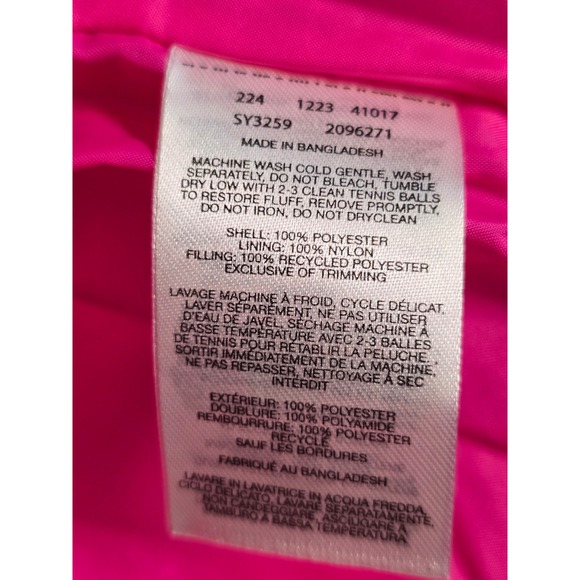 224 1223 41017
SY3259 2096271
MADE IN BANGLADESH
MACHINE WASH COLD GENTLE, WASH
SEPARATELY, DO NOT BLEACH, TUMBLE
DRY LOW WITH 2-3 CLEAN TENNIS BALLS
TO RESTORE FLUFF, REMOVE PROMPTLY,
DO NOT IRON, DO NOT DRYCLEAN
SHELL: 100% POLYESTER
LINING: 100% NYLON
FILLING: 100% RECYCLED POLYESTER
EXCLUSIVE OF TRIMMING
LAVAGE MACHINE À FROID, CYCLE DÉLICAT,
LAVER SÉPARÉMENT, NE PAS UTILISER
D'EAU DE JAVEL, SÉCHAGE MACHINE À
BASSE TEMPÉRATURE AVEC 2-3 BALLES
DE TENNIS POUR RÉTABLIR LA PELUCHE,
SORTIR IMMÉDIATEMENT DE LA MACHINE,
NE PAS REPASSER, NETTOYAGE À SEC
INTERDIT
EXTÉRIEUR: 100% POLYESTER
DOUBLURE: 100% POLYAMIDE
REMBOURRURE: 100% POLYESTER
RECYCLÉ
SAUF LES BORDURES
FABRIQUÉ AU BANGLADESH
LAVARE IN LAVATRICE IN ACQUA FREDDA,
CICLO DELICATO, LAVARE SEPARATAMENTE,
NON CANDEGGIARE, ASCIUGARE A
TAMBURO A BASSA TEMPERATURA